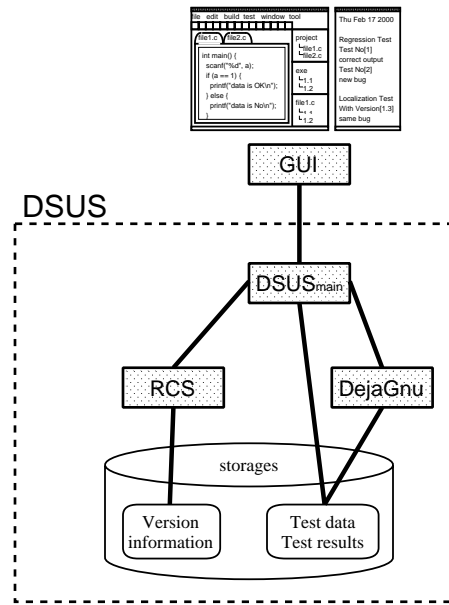 file edit build test window tool
file1.c file2.c
int main() {
scanf("%d", a);
if (a == 1) {
printf("data is OK\n");
} else {
printf("data is No\n");
}
project
file1.c
file2.c
exe
1.1
1.2
file1.c
1.1
1.2
Thu Feb 17 2000
Regression Test
Test No[1]
correct output
Test No[2]
new bug
Localization Test
With Version[1.3]
same bug
GUI
DSUS
DSUSmain
RCS
DejaGnu
storages
Version
information
Test data
Test results